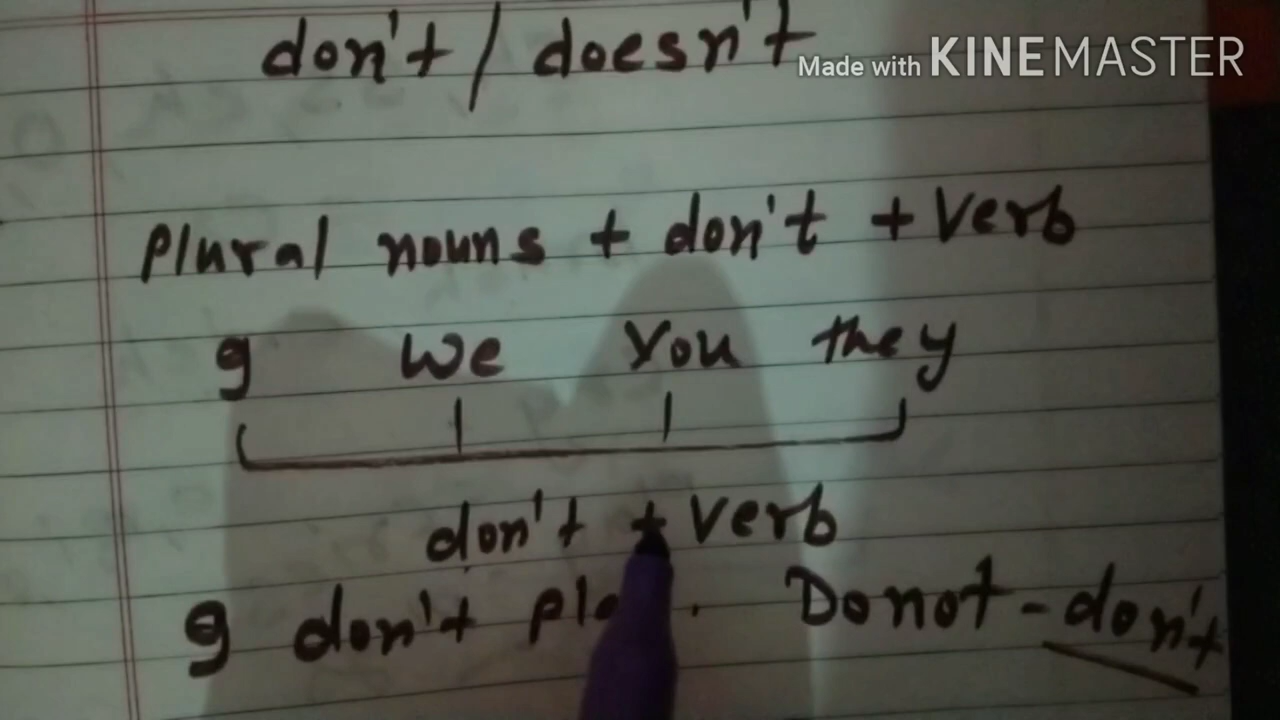 don't / doesn't
Made with KINEMASTER
Plural nouns + don't + Verb
I We You they
don't + Verb
I don't . Do not - don't